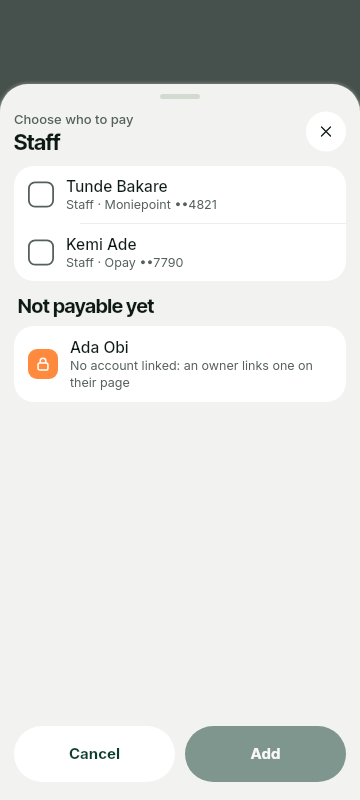 Choose who to pay
Staff
Tunde Bakare
Staff · Moniepoint ••4821
Kemi Ade
Staff · Opay ••7790
Not payable yet
Ada Obi
No account linked: an owner links one on
their page
Cancel
Add